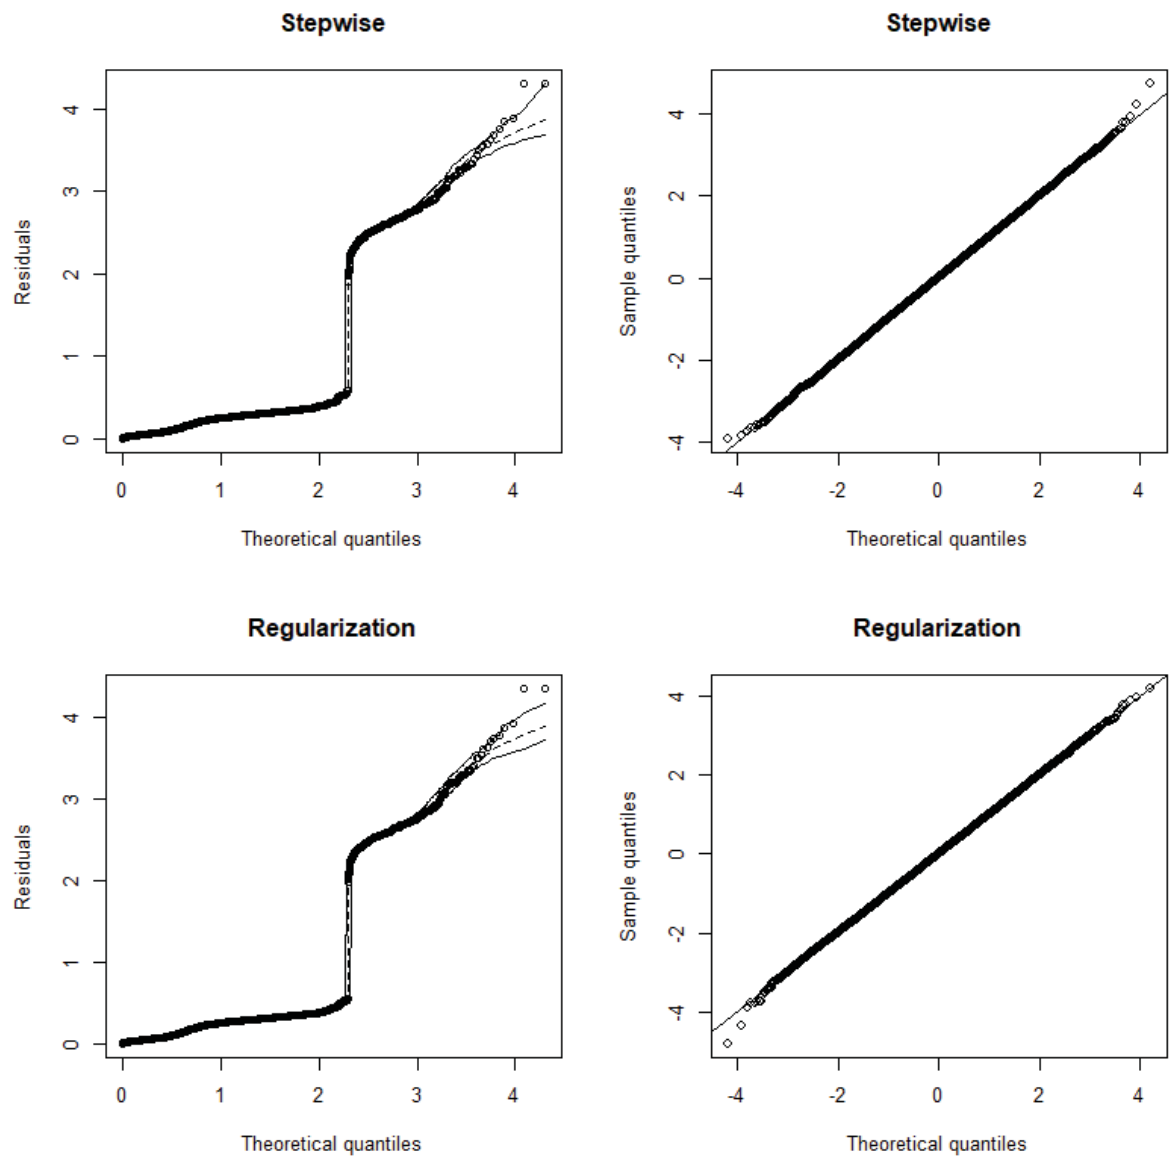 Stepwise
Residuals
4
3
2
1
0
0 1 2 3 4
Theoretical quantiles
Stepwise
Sample quantiles
4
2
0
-2
-4
-4 -2 0 2 4
Theoretical quantiles
Regularization
Residuals
4
3
2
1
0
0 1 2 3 4
Theoretical quantiles
Regularization
Sample quantiles
4
2
0
-2
-4
-4 -2 0 2 4
Theoretical quantiles